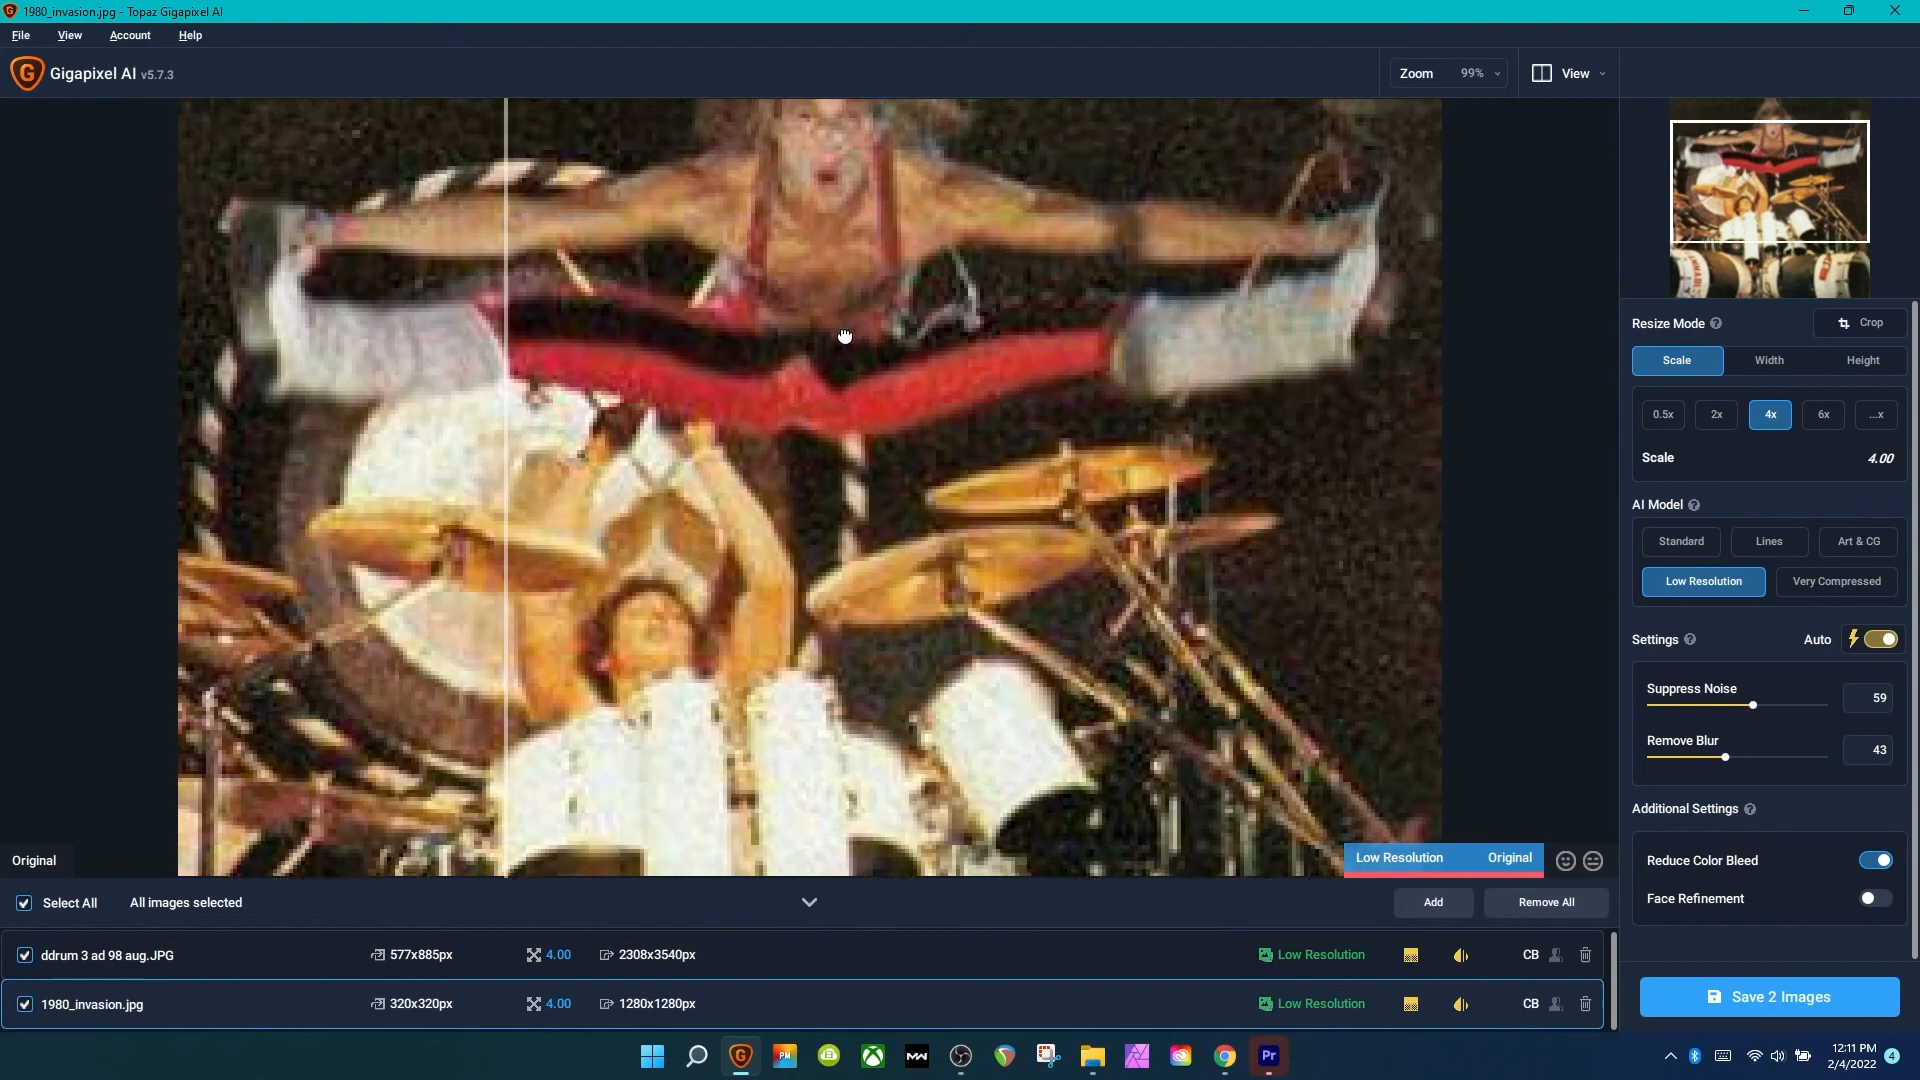 1980_invasion.jpg - Topaz Gigapixel AI
File View Account Help
Gigapixel AI v5.7.3
Zoom 99% View
Resize Mode Crop
Scale Width Height
0.5x 2x 4x 6x ...x
Scale 4.00
AI Model
Standard Lines Art & CG
Low Resolution Very Compressed
Settings Auto
Suppress Noise 59
Remove Blur 43
Additional Settings
Reduce Color Bleed
Face Refinement
Original
Low Resolution Original
Select All All images selected Add Remove All
ddrum 3 ad 98 aug.JPG 577x885px 4.00 2308x3540px Low Resolution CB
1980_invasion.jpg 320x320px 4.00 1280x1280px Low Resolution CB
Save 2 Images
PM MW Pr
12:11 PM
2/4/2022 4